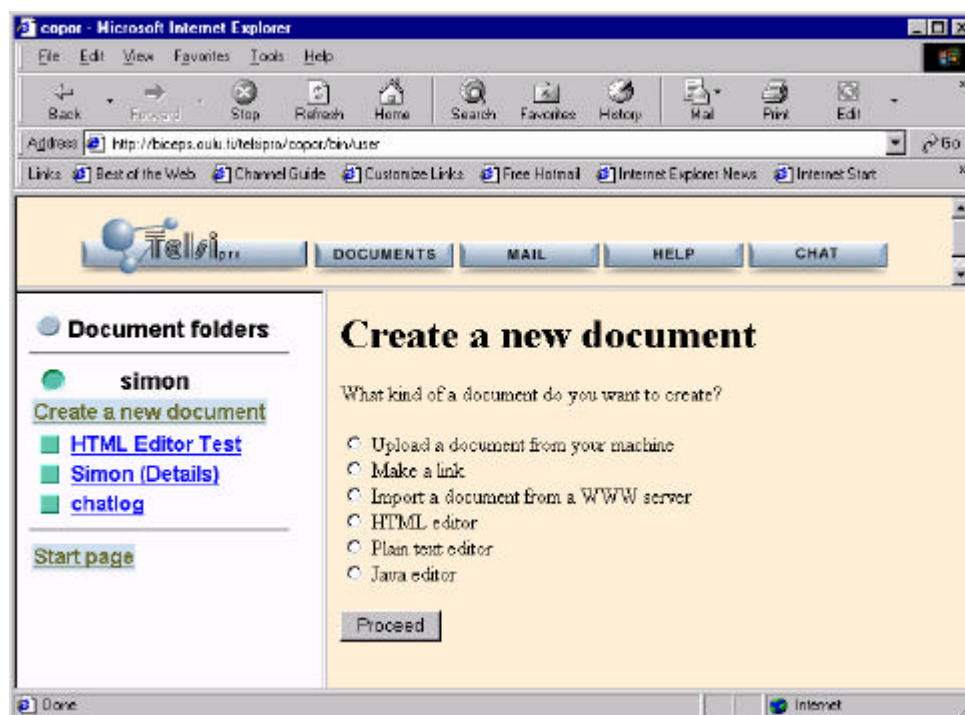 copor - Microsoft Internet Explorer
File Edit View Favorites Tools Help
Back Forward Stop Refresh Home Search Favorites History Mail Print Edit
Address http://biceps.oulu.fi/telsipro/copor/bin/user Go
Links Best of the Web Channel Guide Customize Links Free Hotmail Internet Explorer News Internet Start
Telsi pro DOCUMENTS MAIL HELP CHAT
Document folders
simon
Create a new document
HTML Editor Test
Simon (Details)
chatlog
Start page
Create a new document
What kind of a document do you want to create?
Upload a document from your machine
Make a link
Import a document from a WWW server
HTML editor
Plain text editor
Java editor
Proceed
Done Internet